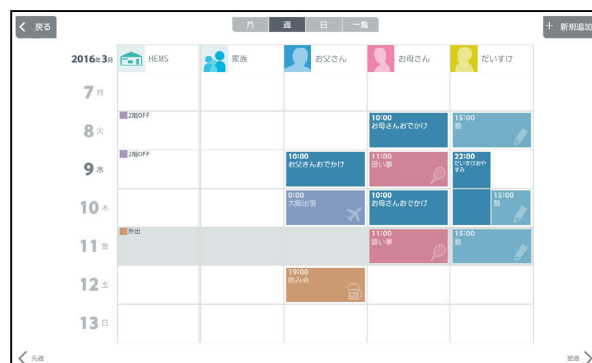 戻る
月 週 日 一覧
+ 新規追加
2016年3月 HEMS 家族 お父さん お母さん だいすけ
7 月
8 火
2階OFF
10:00
お母さんおでかけ
15:00
塾
9 水
2階OFF
10:00
お父さんおでかけ
11:00
習い事
22:00
だいすけおや
すみ
10 木
0:00
大阪出張
10:00
お母さんおでかけ
15:00
塾
11 金
外出
11:00
習い事
15:00
塾
12 土
19:00
飲み会
13 日
先週
翌週